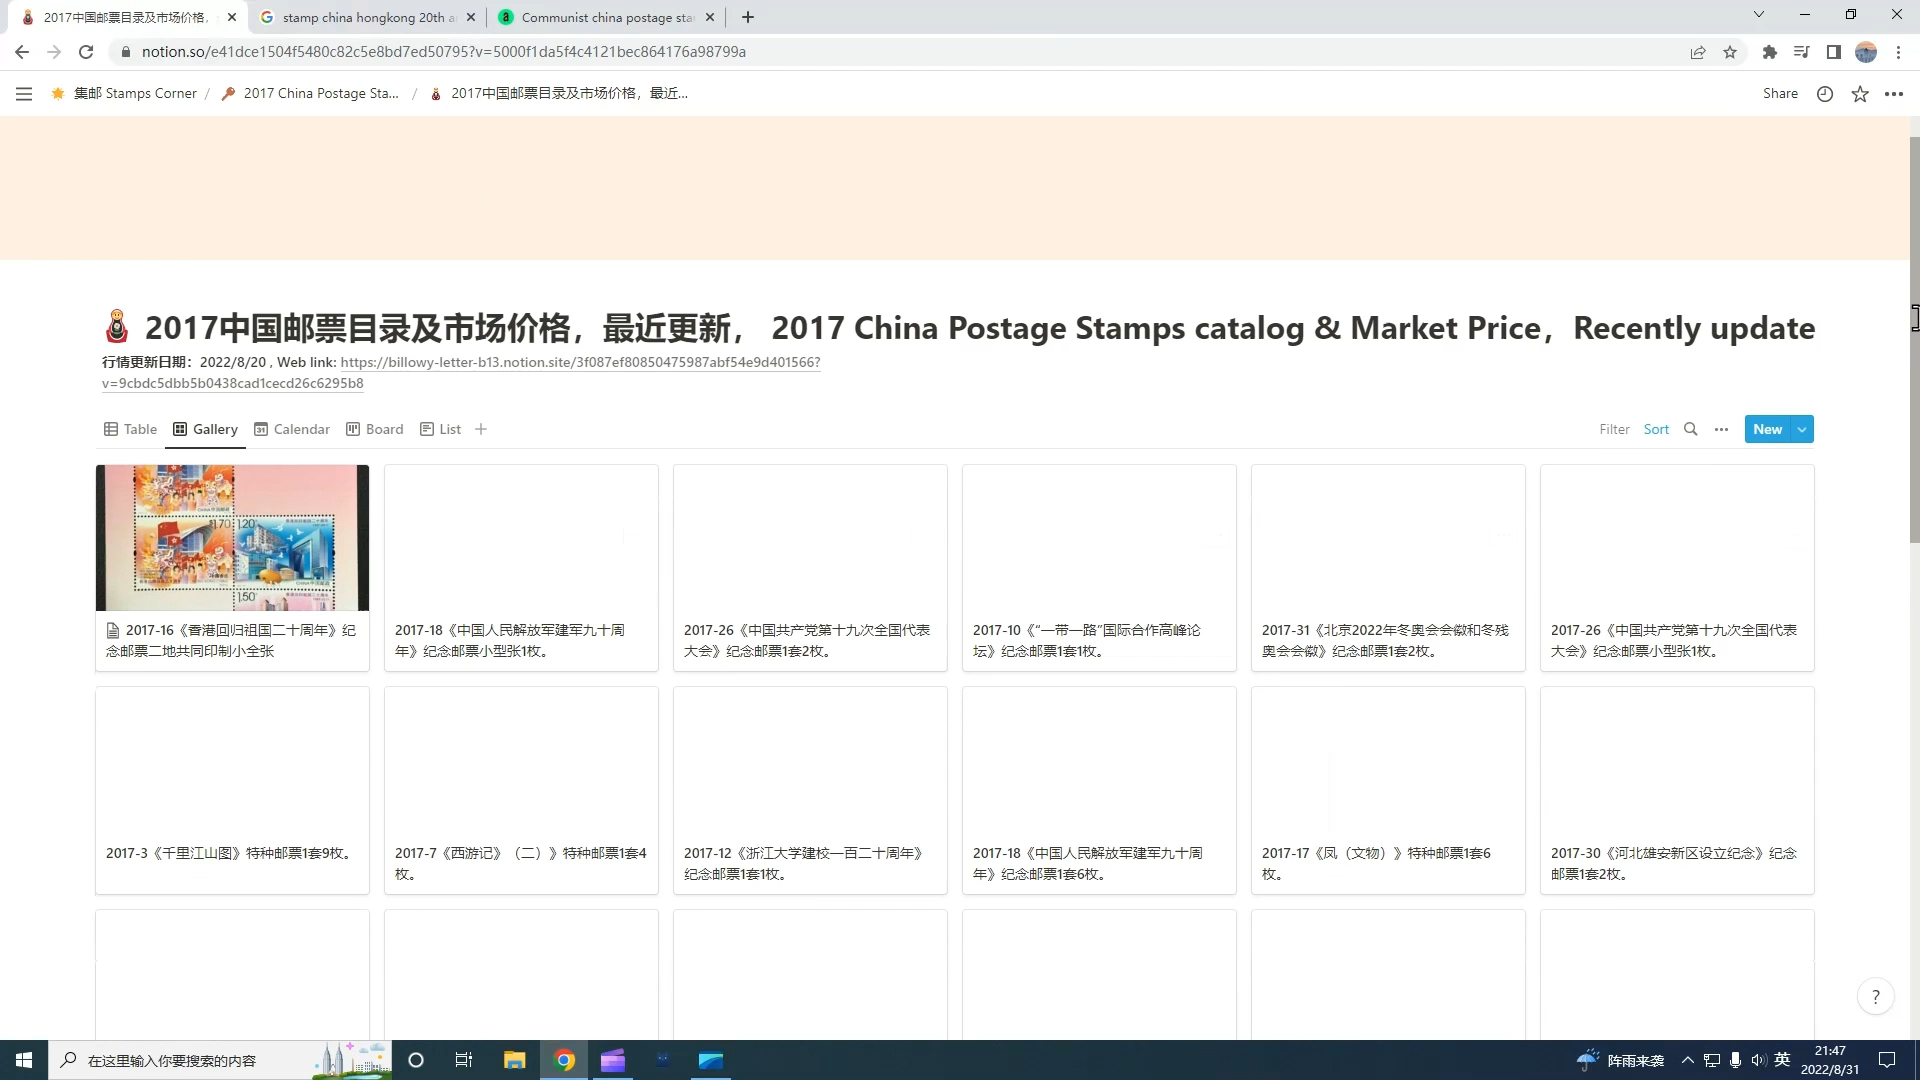 2017中国邮票目录及市场价格,
stamp china hongkong 20th a
Communist china postage sta
notion.so/e41dce1504f5480c82c5e8bd7ed50795?v=5000f1da5f4c4121bec864176a98799a
集邮 Stamps Corner / 2017 China Postage Sta... / 2017中国邮票目录及市场价格，最近...
Share
2017中国邮票目录及市场价格，最近更新， 2017 China Postage Stamps catalog & Market Price，Recently update
行情更新日期：2022/8/20 , Web link: https://billowy-letter-b13.notion.site/3f087ef80850475987abf54e9d401566?
v=9cbdc5dbb5b0438cad1cecd26c6295b8
Table Gallery Calendar Board List
Filter Sort New
1.70 1.20
1.50
2017-16《香港回归祖国二十周年》纪
念邮票二地共同印制小全张
2017-18《中国人民解放军建军九十周
年》纪念邮票小型张1枚。
2017-26《中国共产党第十九次全国代表
大会》纪念邮票1套2枚。
2017-10《“一带一路”国际合作高峰论
坛》纪念邮票1套1枚。
2017-31《北京2022年冬奥会会徽和冬残
奥会会徽》纪念邮票1套2枚。
2017-26《中国共产党第十九次全国代表
大会》纪念邮票小型张1枚。
2017-3《千里江山图》特种邮票1套9枚。
2017-7《西游记》（二）》特种邮票1套4
枚。
2017-12《浙江大学建校一百二十周年》
纪念邮票1套1枚。
2017-18《中国人民解放军建军九十周
年》纪念邮票1套6枚。
2017-17《凤（文物）》特种邮票1套6
枚。
2017-30《河北雄安新区设立纪念》纪念
邮票1套2枚。
?
在这里输入你要搜索的内容
阵雨来袭
英
21:47
2022/8/31